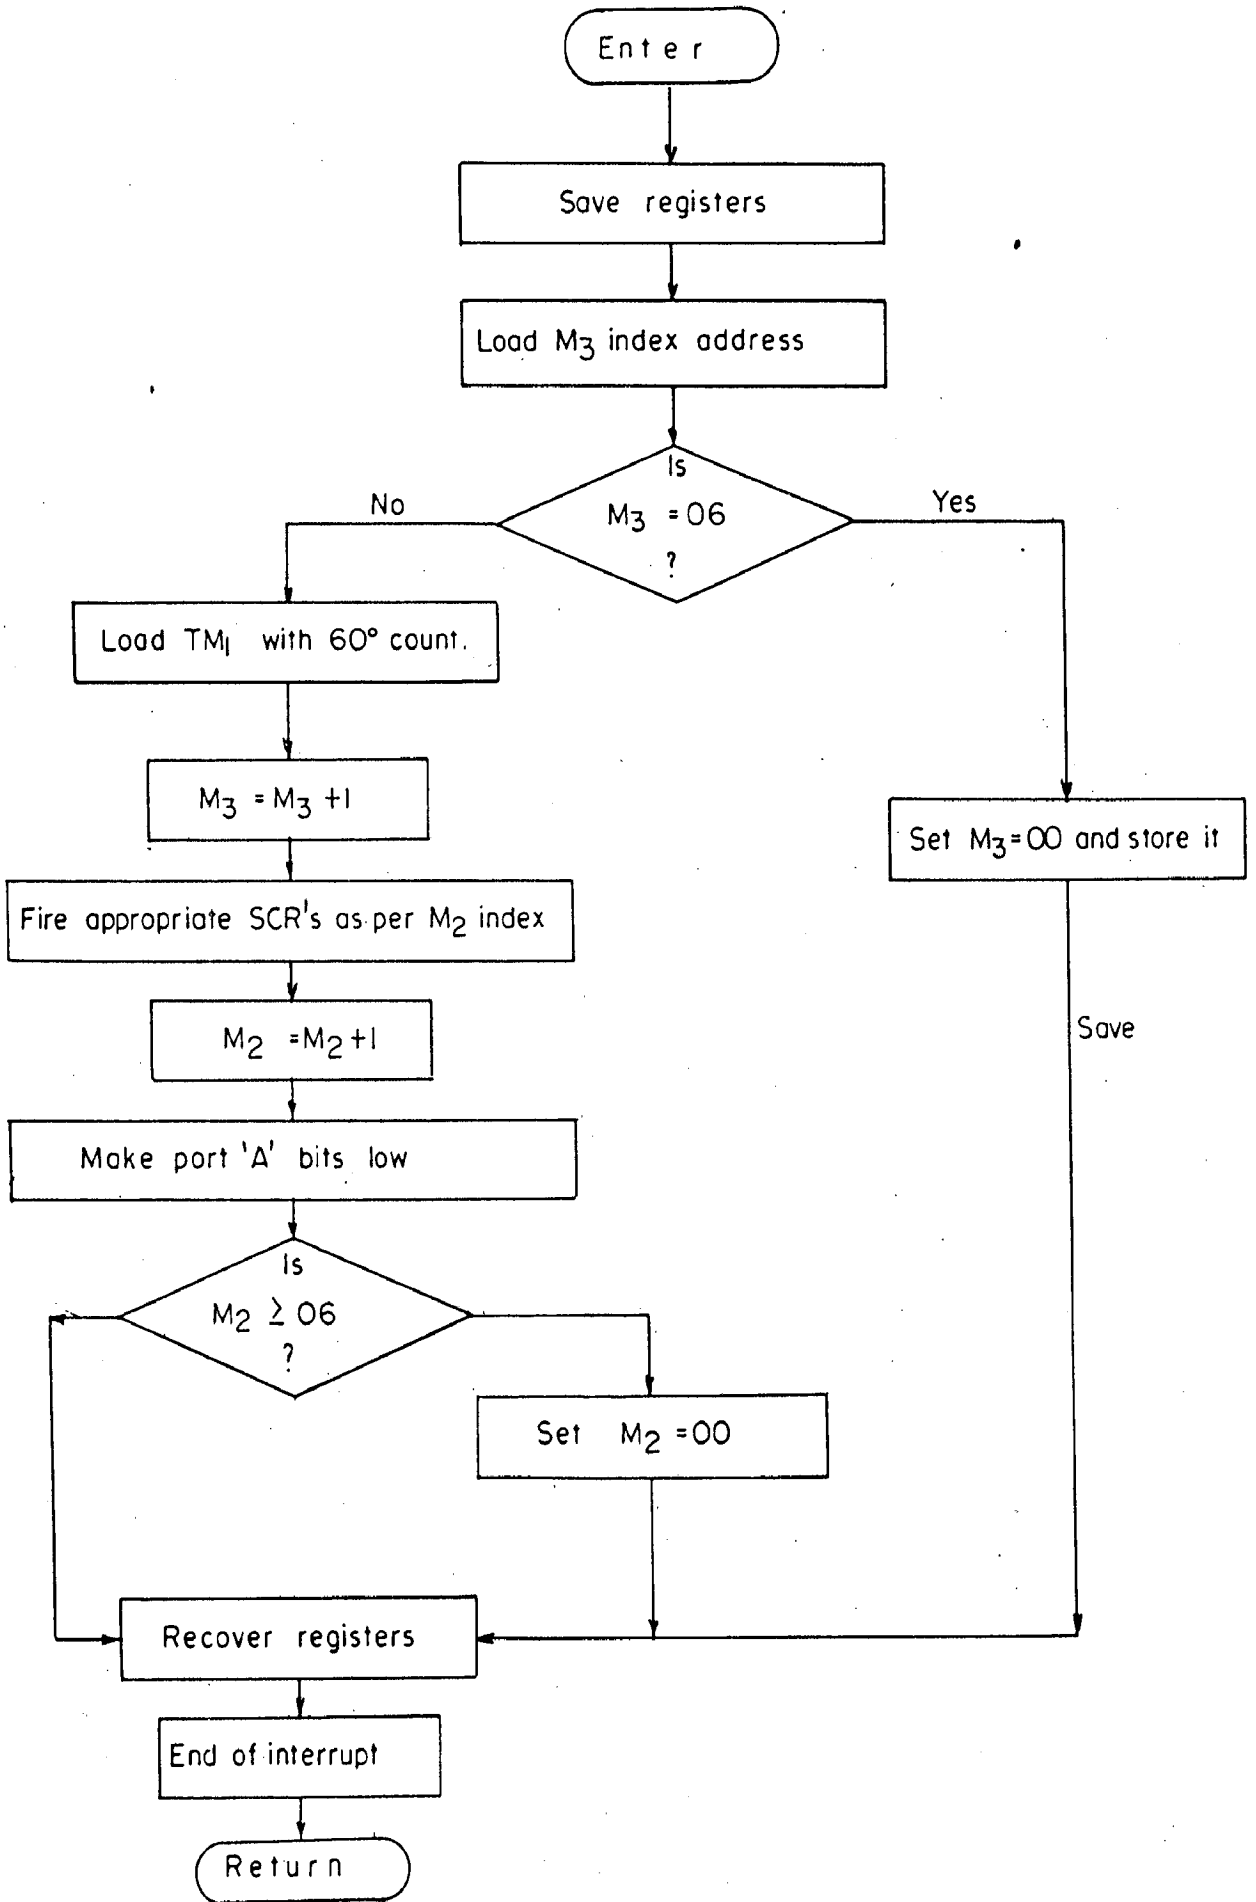 Enter
Save registers
Load M3 index address
Is
M3 = 06
?
No
Yes
Load TM1 with 60° count.
M3 = M3 +1
Set M3=00 and store it
Fire appropriate SCR's as per M2 index
M2 =M2+1
Save
Make port 'A' bits low
Is
M2 ≥ 06
?
Set M2 =00
Recover registers
End of interrupt
Return